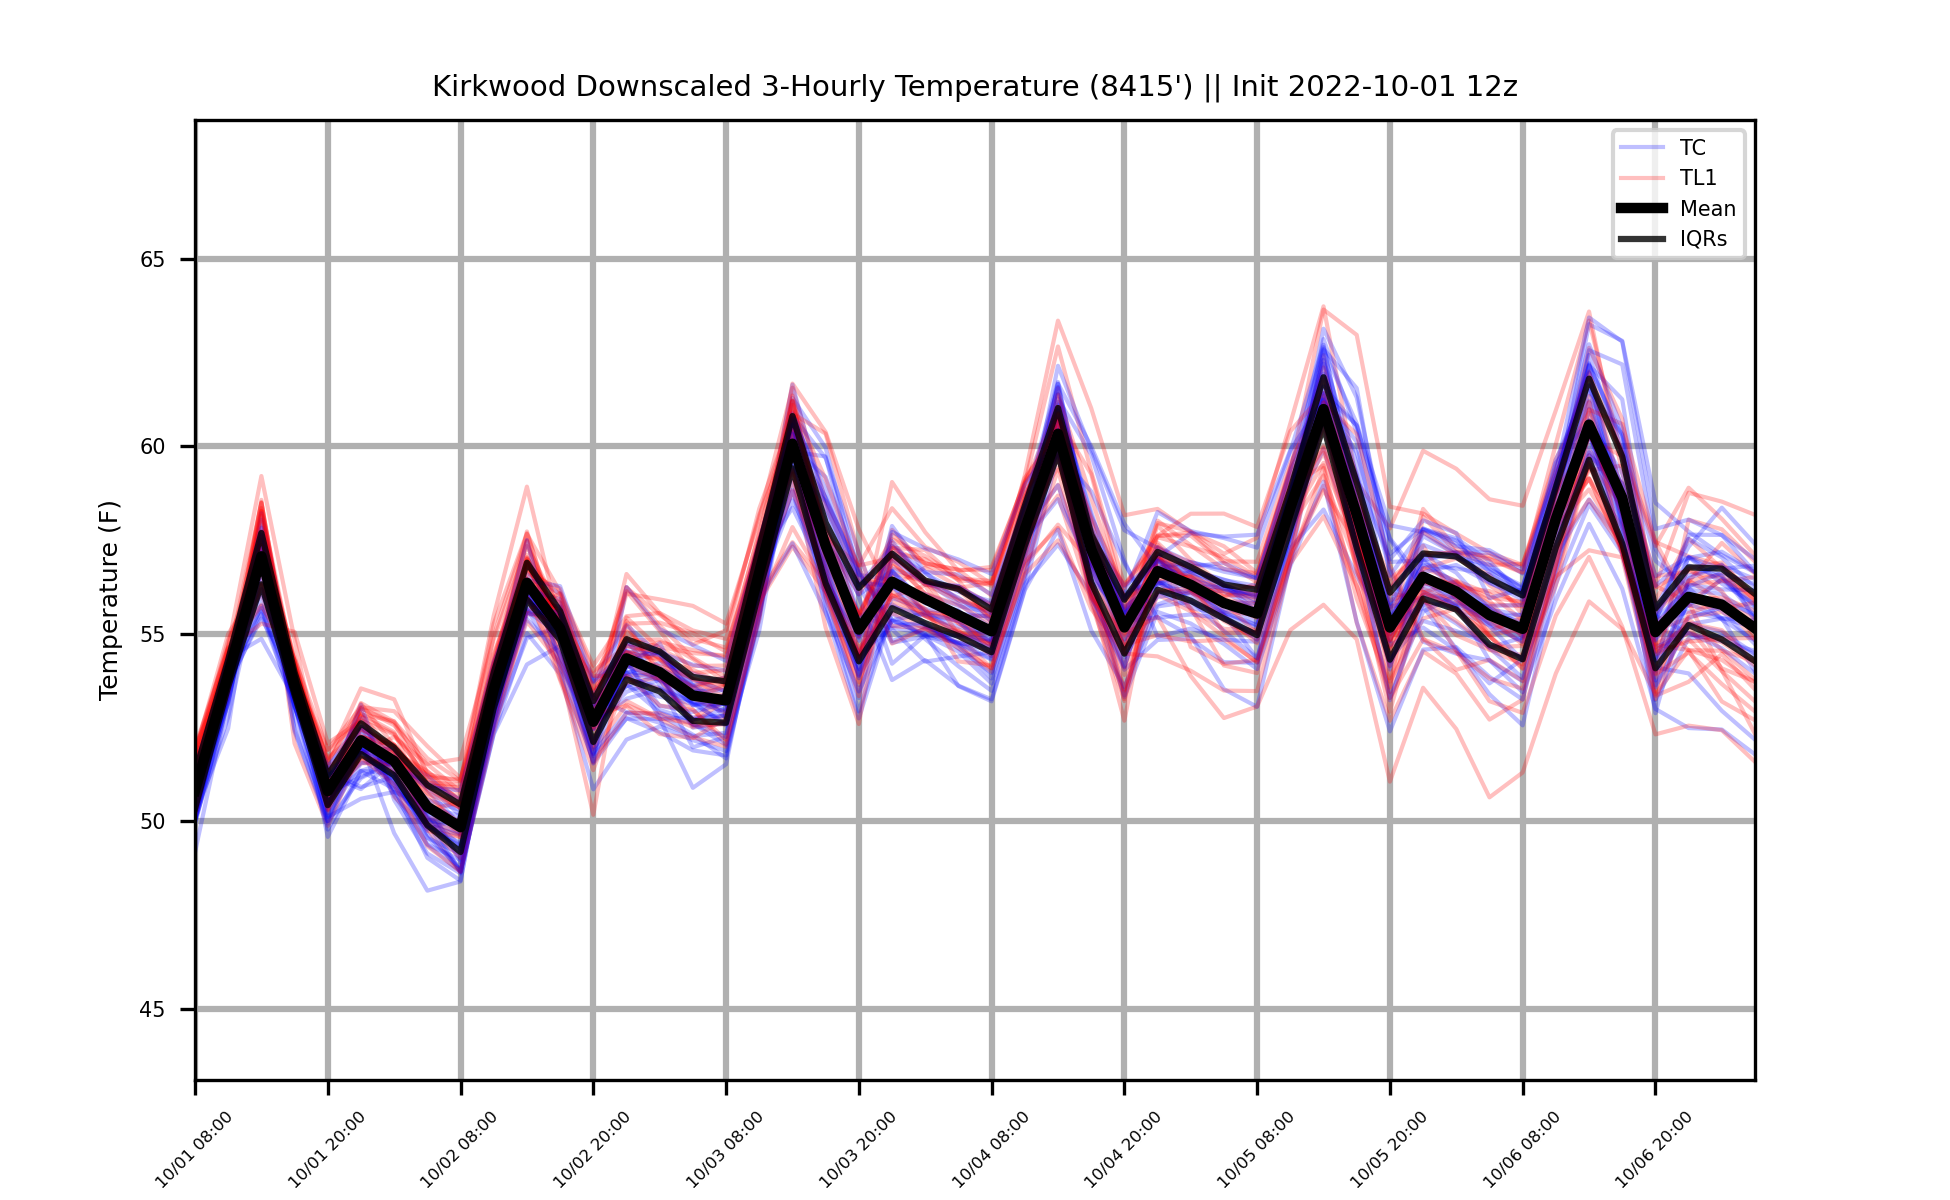 Kirkwood Downscaled 3-Hourly Temperature (8415') || Init 2022-10-01 12z
TC
TL1
Mean
IQRs
Temperature (F)
65
60
55
50
45
10/01 08:00
10/01 20:00
10/02 08:00
10/02 20:00
10/03 08:00
10/03 20:00
10/04 08:00
10/04 20:00
10/05 08:00
10/05 20:00
10/06 08:00
10/06 20:00